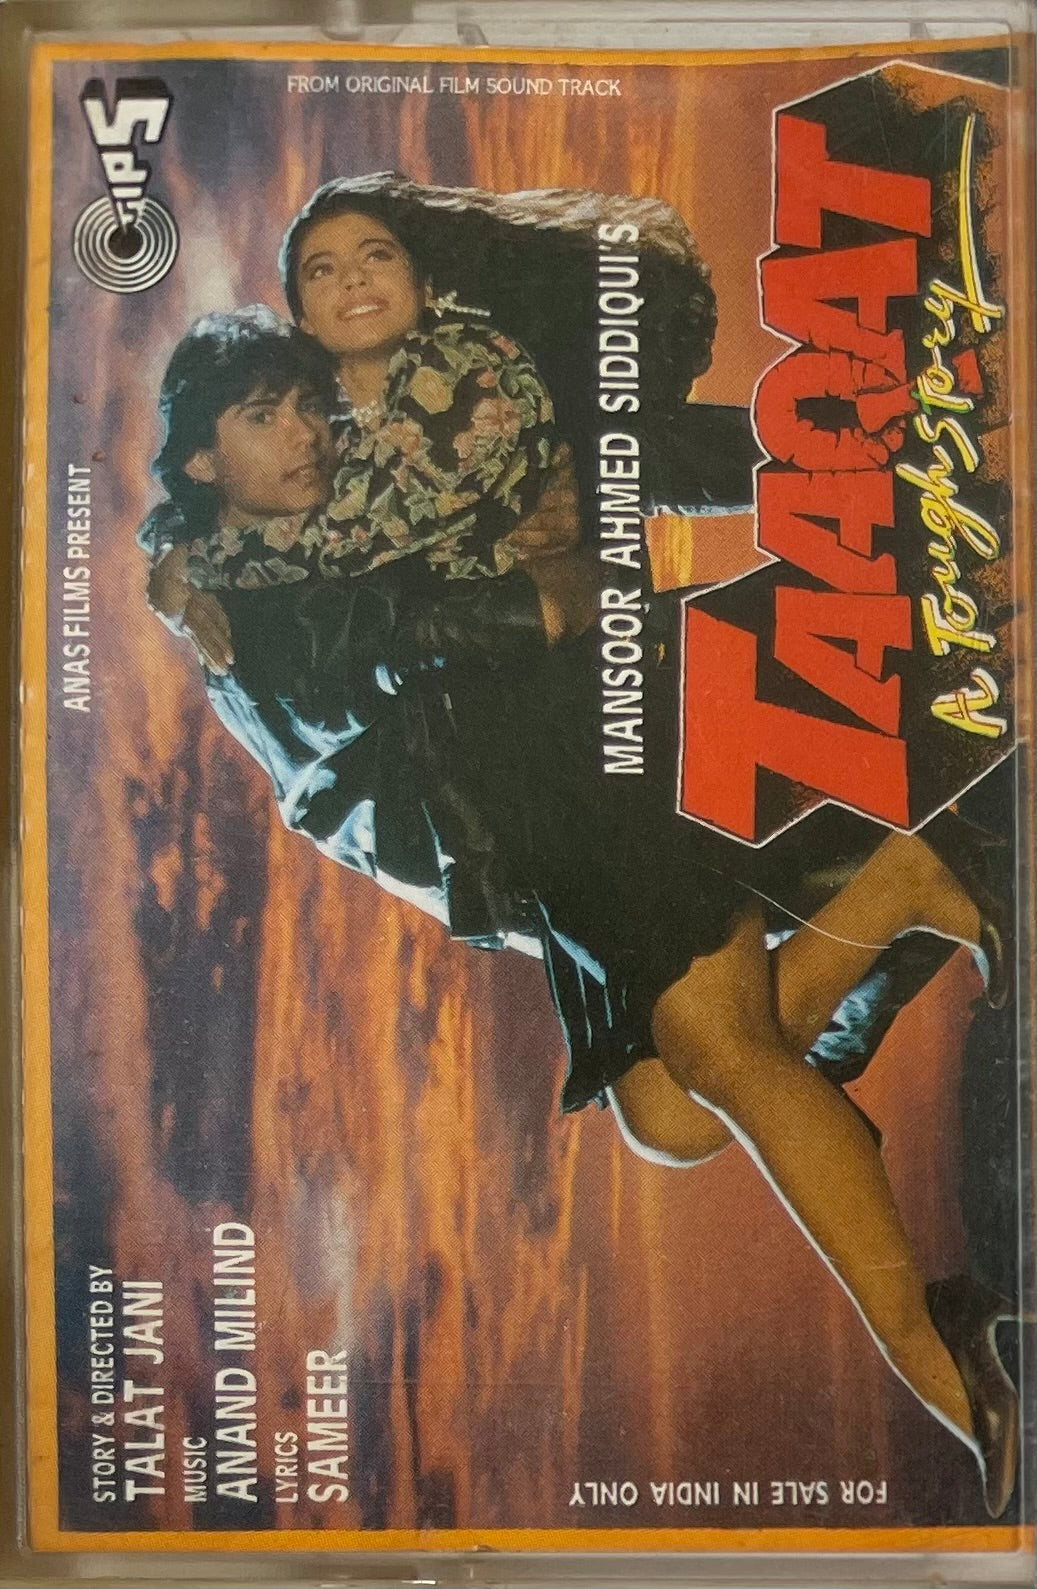 TIPS
FROM ORIGINAL FILM SOUND TRACK
ANAS FILMS PRESENT
MANSOOR AHMED SIDDIQUI'S
TAAQAT
A Tough Story
STORY & DIRECTED BY
TALAT JANI
MUSIC
ANAND MILIND
LYRICS
SAMEER
FOR SALE IN INDIA ONLY